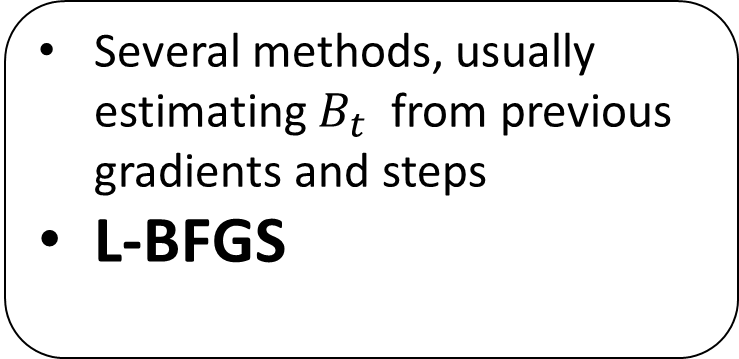 • Several methods, usually
estimating $B_t$ from previous
gradients and steps
• L-BFGS